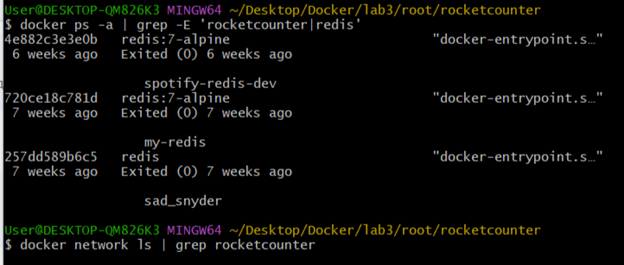 User@DESKTOP-QM826K3 MINGW64 ~/Desktop/Docker/lab3/root/rocketcounter
$ docker ps -a | grep -E 'rocketcounter|redis'
4e882c3e3e0b   redis:7-alpine   "docker-entrypoint.s…"
6 weeks ago   Exited (0) 6 weeks ago
spotify-redis-dev
720ce18c781d   redis:7-alpine   "docker-entrypoint.s…"
7 weeks ago   Exited (0) 7 weeks ago
my-redis
257dd589b6c5   redis   "docker-entrypoint.s…"
7 weeks ago   Exited (0) 7 weeks ago
sad_snyder
User@DESKTOP-QM826K3 MINGW64 ~/Desktop/Docker/lab3/root/rocketcounter
$ docker network ls | grep rocketcounter